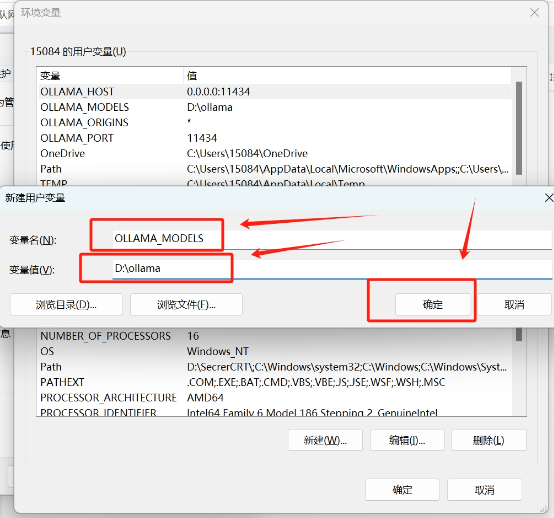 环境变量
15084 的用户变量(U)
变量 值
OLLAMA_HOST 0.0.0.0:11434
OLLAMA_MODELS D:\ollama
OLLAMA_ORIGINS *
OLLAMA_PORT 11434
OneDrive C:\Users\15084\OneDrive
Path C:\Users\15084\AppData\Local\Microsoft\WindowsApps;;C:\Users\...
TEMP C:\Users\15084\AppData\Local\Temp
新建用户变量
变量名(N): OLLAMA_MODELS
变量值(V): D:\ollama
浏览目录(D)... 浏览文件(F)... 确定 取消
NUMBER_OF_PROCESSORS 16
OS Windows_NT
Path D:\SecrerCRT\;C:\Windows\system32;C:\Windows;C:\Windows\Syst...
PATHEXT .COM;.EXE;.BAT;.CMD;.VBS;.VBE;.JS;.JSE;.WSF;.WSH;.MSC
PROCESSOR_ARCHITECTURE AMD64
PROCESSOR_IDENTIFIER Intel64 Family 6 Model 186 Stepping 2, GenuineIntel
新建(W)... 编辑(I)... 删除(L)
确定 取消